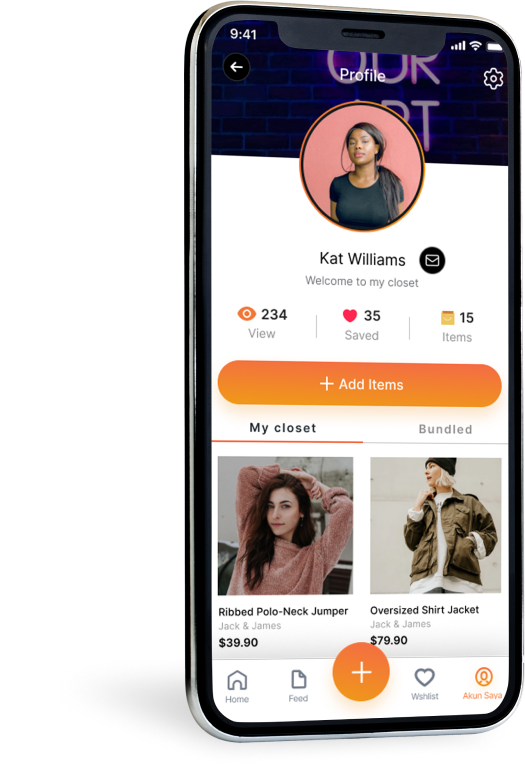 9:41
OUR
Profile
ART
Kat Williams
Welcome to my closet
234
35
15
View
Saved
Items
+ Add Items
My closet
Bundled
Ribbed Polo-Neck Jumper
Oversized Shirt Jacket
Jack & James
Jack & James
$39.90
$79.90
Home
Feed
Wshlist
Akun Saya